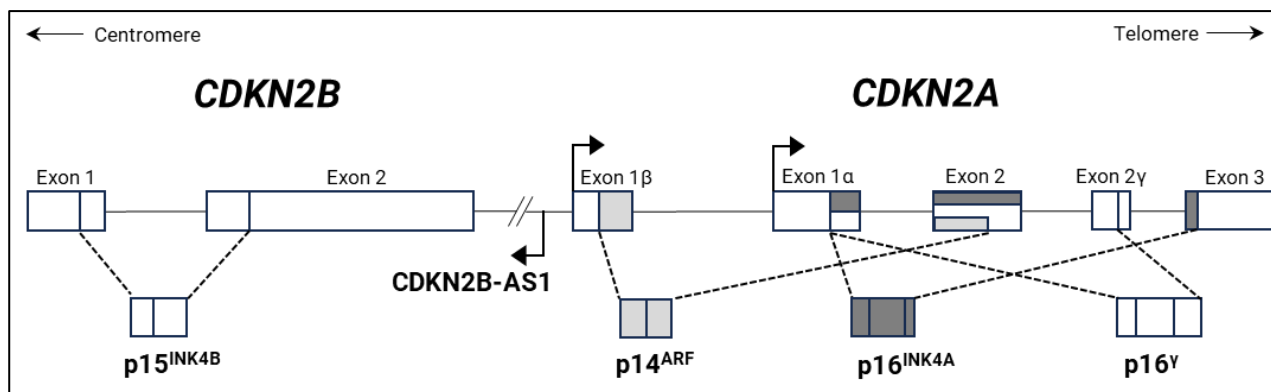 Centromere Telomere
CDKN2B CDKN2A
Exon 1 Exon 2 Exon 1β Exon 1α Exon 2 Exon 2γ Exon 3
CDKN2B-AS1
p15INK4B p14ARF p16INK4A p16γ